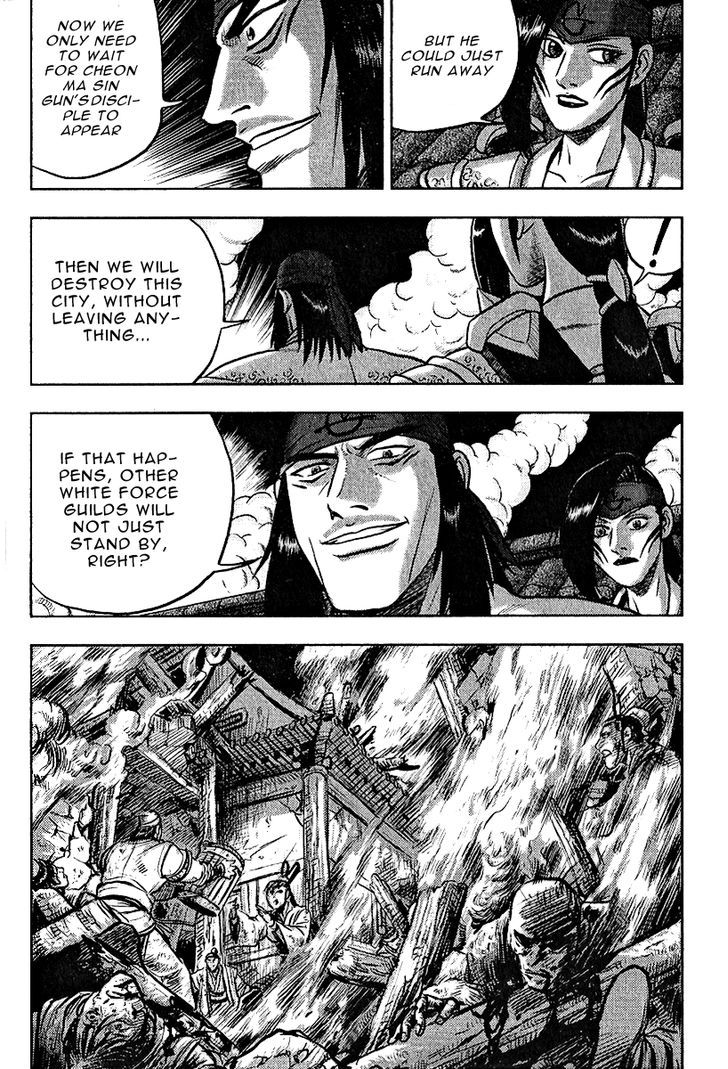 NOW WE
ONLY NEED
TO WAIT
FOR CHEON
MA SIN
GUN'S DISCI-
PLE TO
APPEAR
BUT HE
COULD JUST
RUN AWAY
!
THEN WE WILL
DESTROY THIS
CITY, WITHOUT
LEAVING ANY-
THING...
IF THAT HAP-
PENS, OTHER
WHITE FORCE
GUILDS WILL
NOT JUST
STAND BY,
RIGHT?